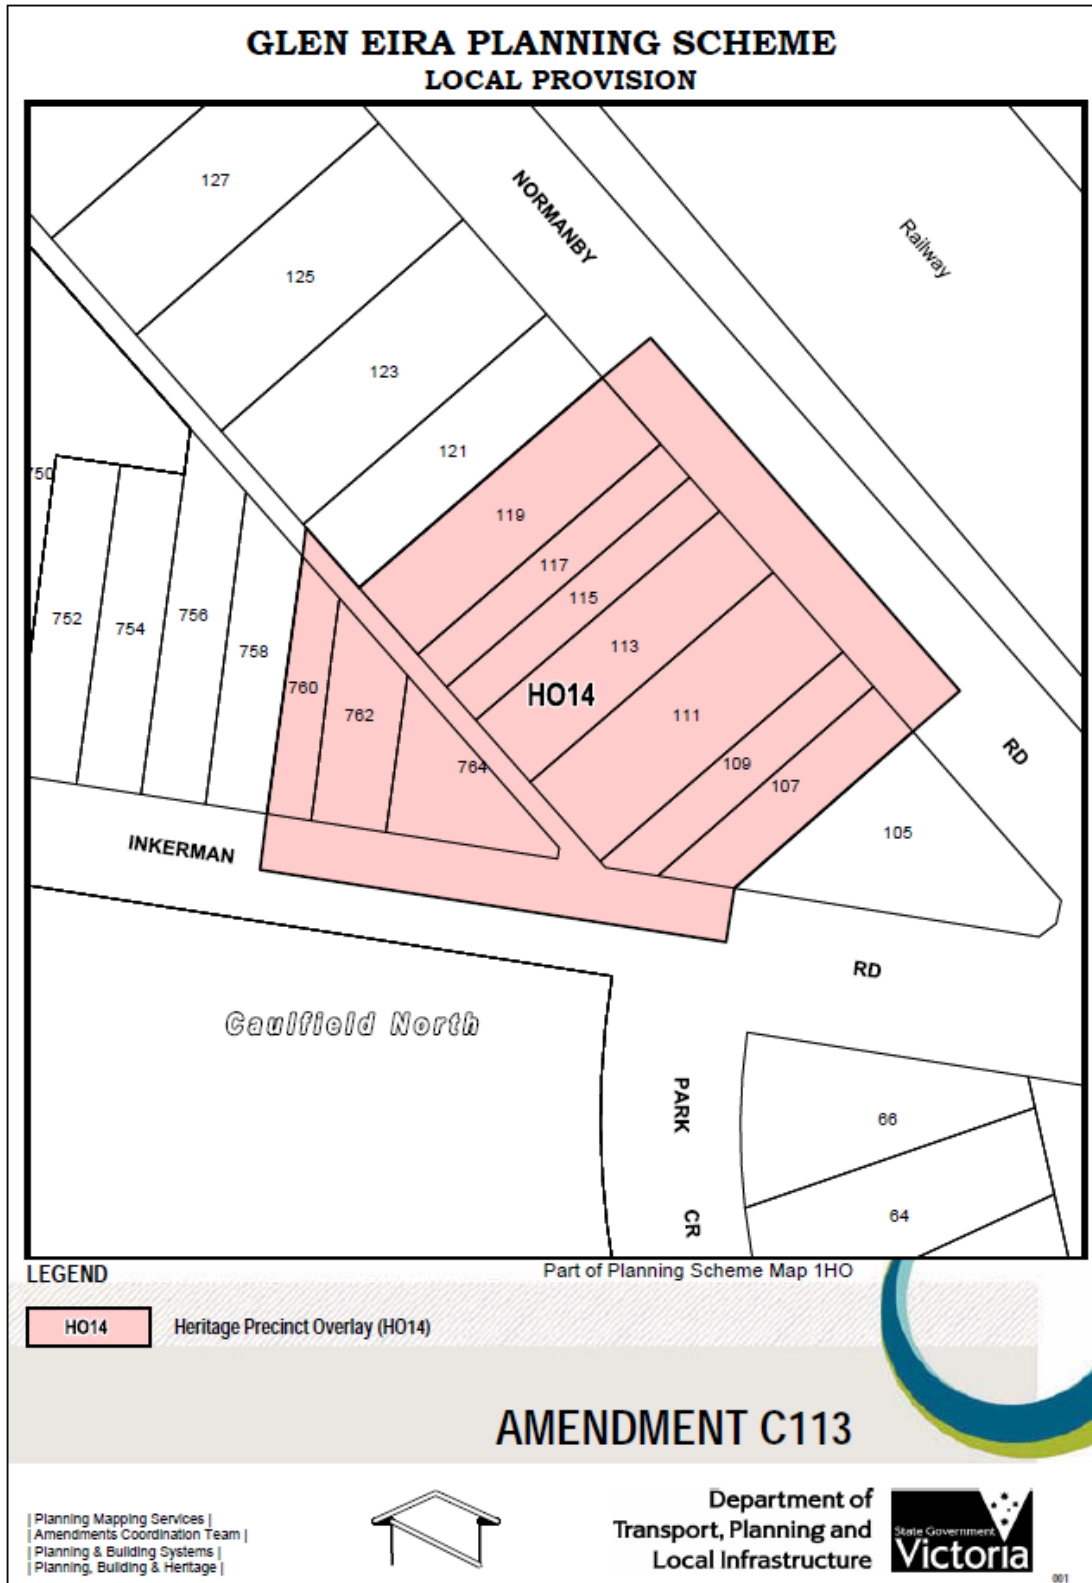 GLEN EIRA PLANNING SCHEME
LOCAL PROVISION
127
NORMANBY
Railway
125
123
121
750
119
117
115
752
754
756
758
113
760
762
HO14
111
764
109
107
RD
105
INKERMAN
RD
Caulfield North
PARK
66
CR
64
LEGEND
Part of Planning Scheme Map 1HO
HO14
Heritage Precinct Overlay (HO14)
AMENDMENT C113
| Planning Mapping Services |
| Amendments Coordination Team |
| Planning & Building Systems |
| Planning, Building & Heritage |
Department of
Transport, Planning and
Local Infrastructure
State Government
Victoria
001